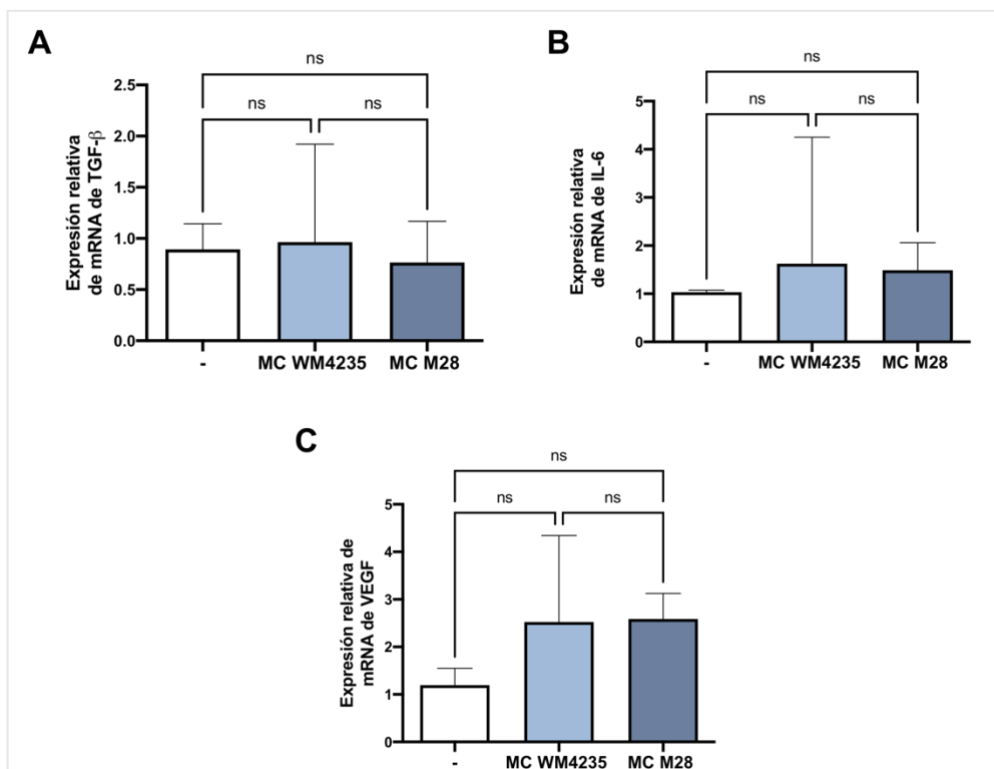 A
ns
ns
ns
Expresión relativa
de mRNA de TGF-β
2.5
2.0
1.5
1.0
0.5
0.0
-
MC WM4235
MC M28
B
ns
ns
ns
Expresión relativa
de mRNA de IL-6
5
4
3
2
1
0
-
MC WM4235
MC M28
C
ns
ns
ns
Expresión relativa de
mRNA de VEGF
5
4
3
2
1
0
-
MC WM4235
MC M28